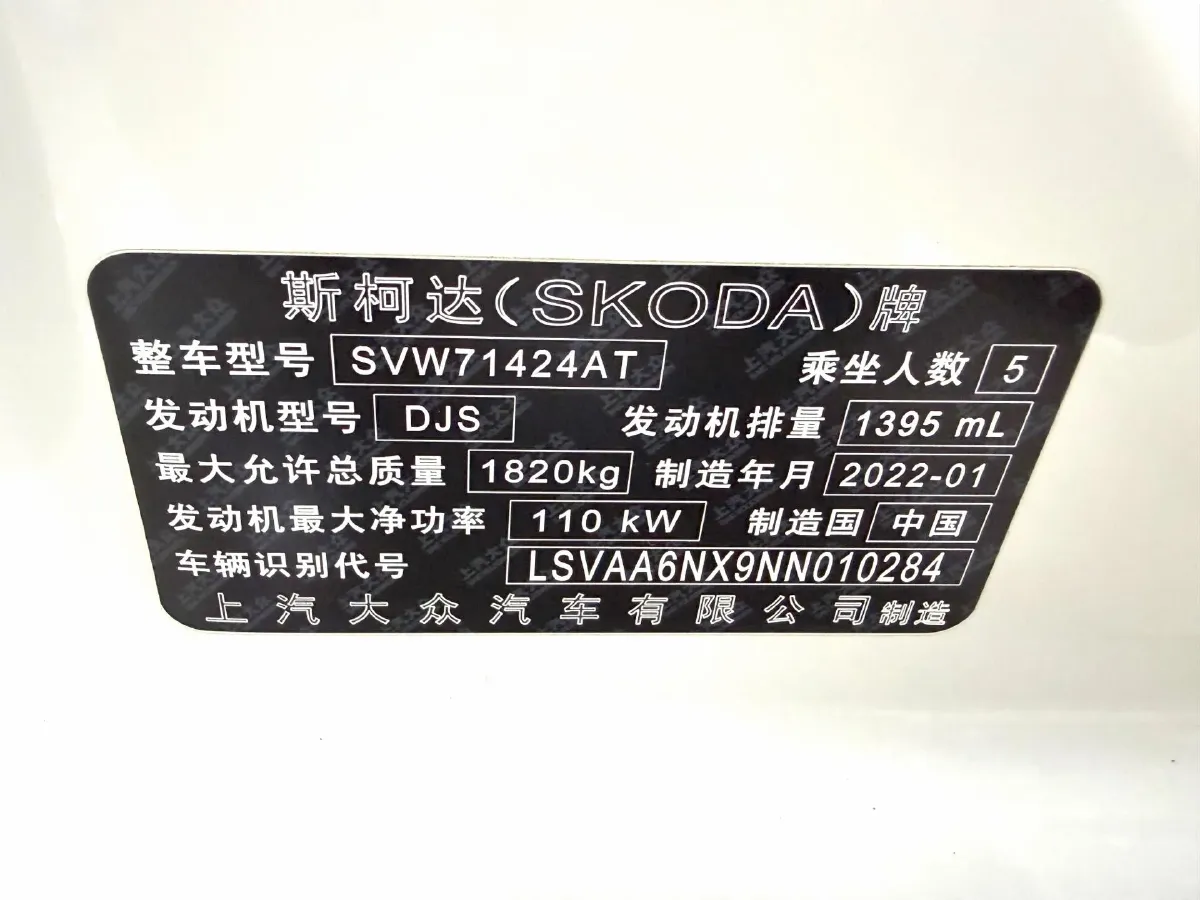 斯柯达(SKODA)牌
整车型号 SVW71424AT 乘坐人数 5
发动机型号 DJS 发动机排量 1395 mL
最大允许总质量 1820kg 制造年月 2022-01
发动机最大净功率 110 kW 制造国 中国
车辆识别代号 LSVAA6NX9NN010284
上汽大众汽车有限公司制造